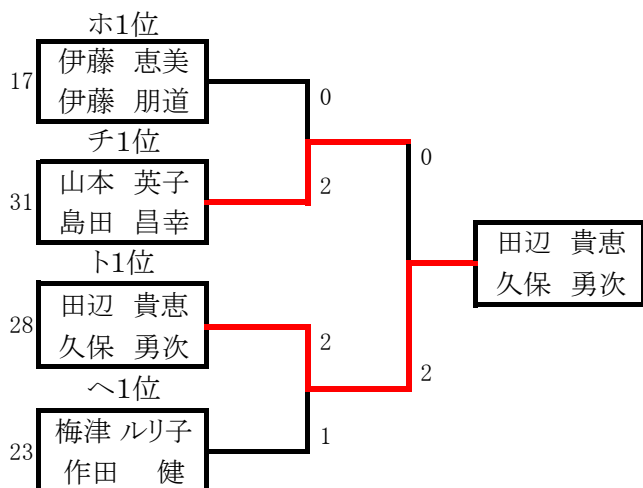 ホ1位
17
伊藤 恵美
伊藤 朋道
0
チ1位
31
山本 英子
島田 昌幸
2
0
ト1位
28
田辺 貴恵
久保 勇次
2
2
ヘ1位
23
梅津 ルリ子
作田 健
1
田辺 貴恵
久保 勇次